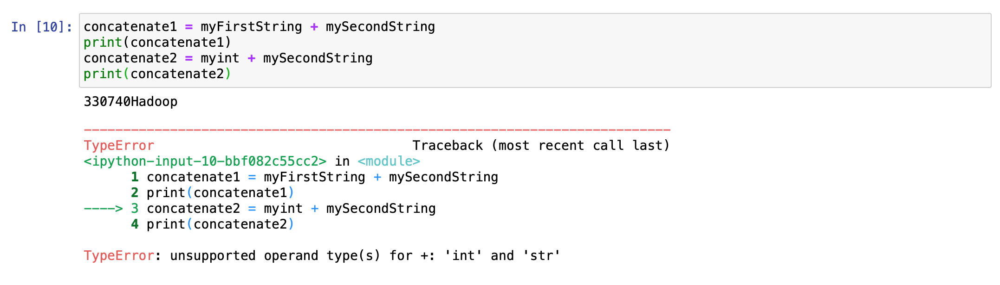 In [10]: concatenate1 = myFirstString + mySecondString
print(concatenate1)
concatenate2 = myint + mySecondString
print(concatenate2)
330740Hadoop
---------------------------------------------------------------------------
TypeError                                 Traceback (most recent call last)
<ipython-input-10-bbf082c55cc2> in <module>
      1 concatenate1 = myFirstString + mySecondString
      2 print(concatenate1)
----> 3 concatenate2 = myint + mySecondString
      4 print(concatenate2)
TypeError: unsupported operand type(s) for +: 'int' and 'str'